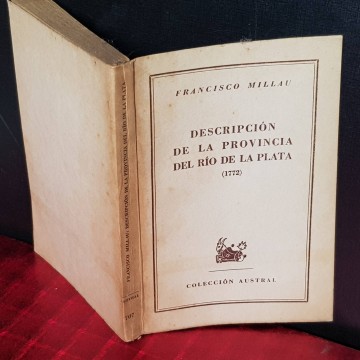 FRANCISCO MILLAU
DESCRIPCIÓN
DE LA PROVINCIA
DEL RÍO DE LA PLATA
(1772)
COLECCIÓN AUSTRAL
FRANCISCO MILLAU: DESCRIPCIÓN DE LA PROVINCIA DEL RÍO DE LA PLATA
707